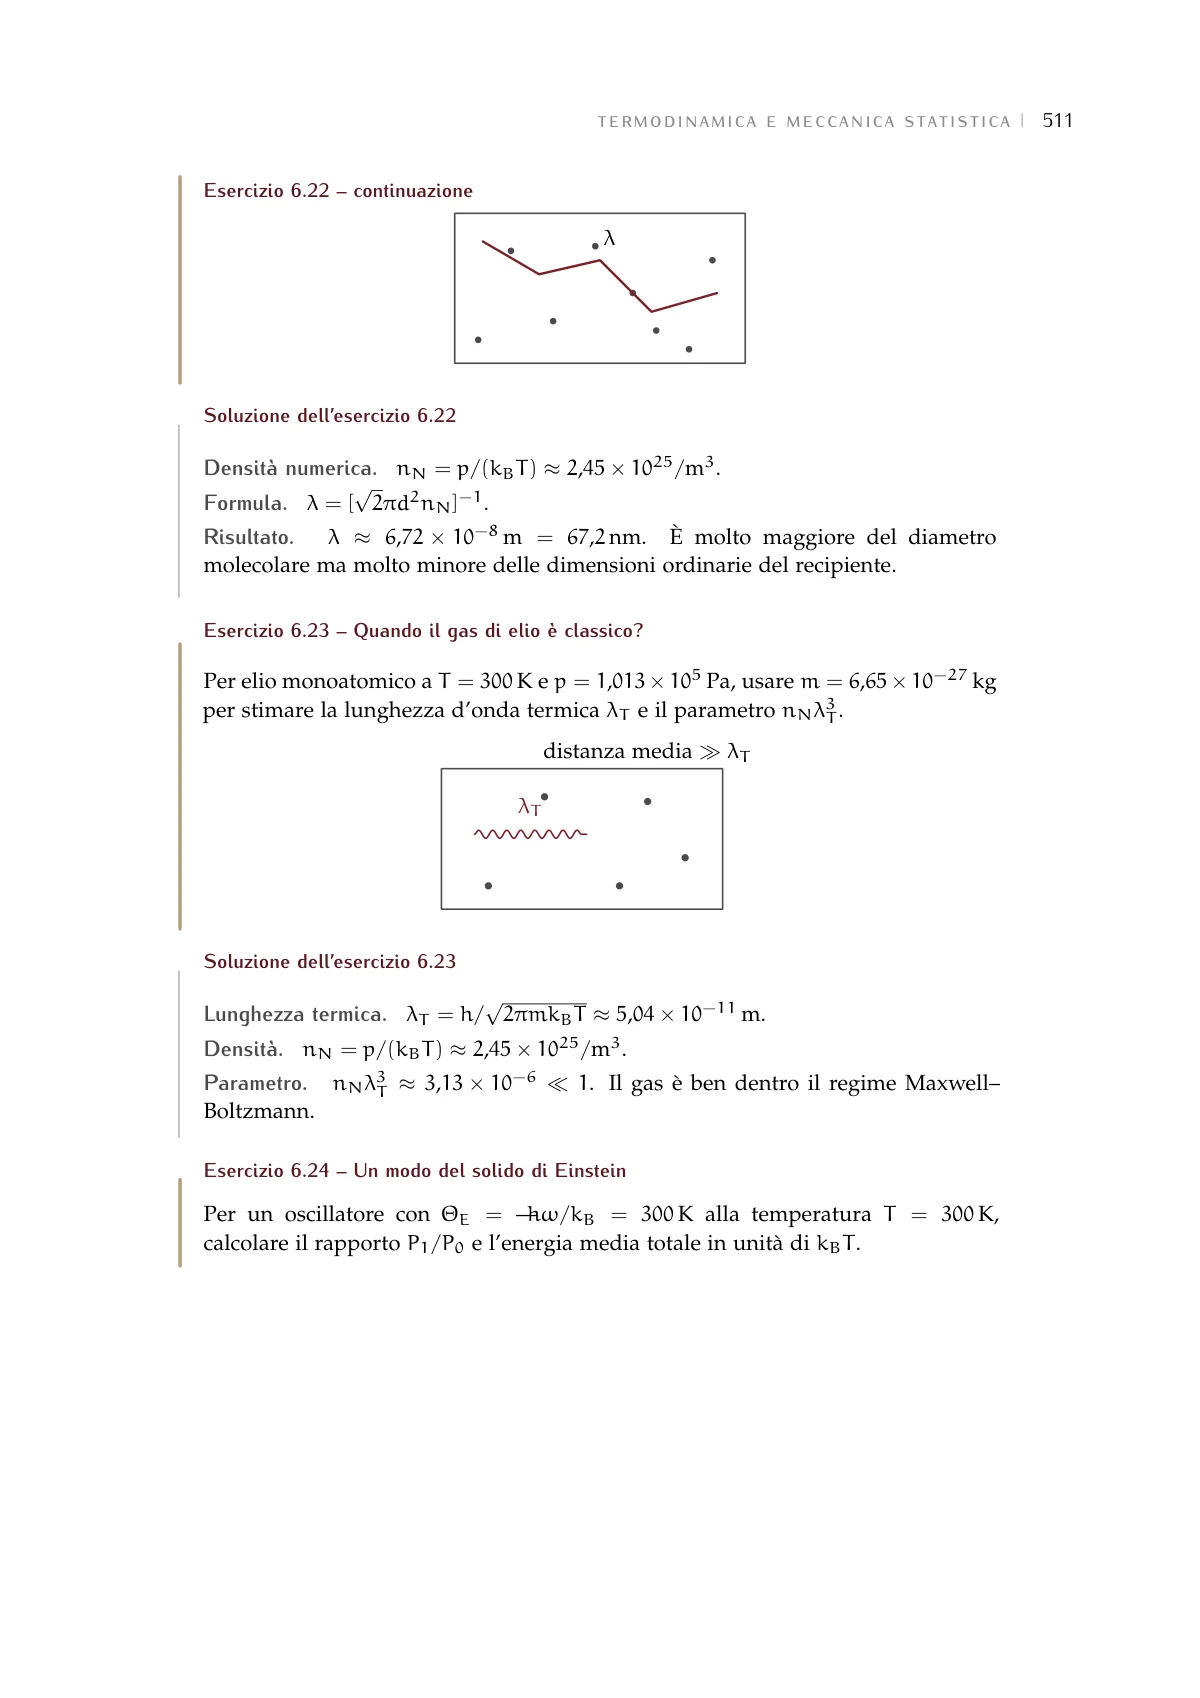 TERMODINAMICA E MECCANICA STATISTICA | 511
Esercizio 6.22 – continuazione
λ
Soluzione dell'esercizio 6.22
Densità numerica. n_N = p/(k_BT) ≈ 2,45 × 10^25/m^3.
Formula. λ = [√2πd^2n_N]^−1.
Risultato. λ ≈ 6,72 × 10^−8 m = 67,2 nm. È molto maggiore del diametro
molecolare ma molto minore delle dimensioni ordinarie del recipiente.
Esercizio 6.23 – Quando il gas di elio è classico?
Per elio monoatomico a T = 300 K e p = 1,013 × 10^5 Pa, usare m = 6,65 × 10^−27 kg
per stimare la lunghezza d'onda termica λ_T e il parametro n_Nλ_T^3.
distanza media ≫ λ_T
λ_T
Soluzione dell'esercizio 6.23
Lunghezza termica. λ_T = h/√2πmk_BT ≈ 5,04 × 10^−11 m.
Densità. n_N = p/(k_BT) ≈ 2,45 × 10^25/m^3.
Parametro. n_Nλ_T^3 ≈ 3,13 × 10^−6 ≪ 1. Il gas è ben dentro il regime Maxwell–
Boltzmann.
Esercizio 6.24 – Un modo del solido di Einstein
Per un oscillatore con Θ_E = ħω/k_B = 300 K alla temperatura T = 300 K,
calcolare il rapporto P_1/P_0 e l'energia media totale in unità di k_BT.